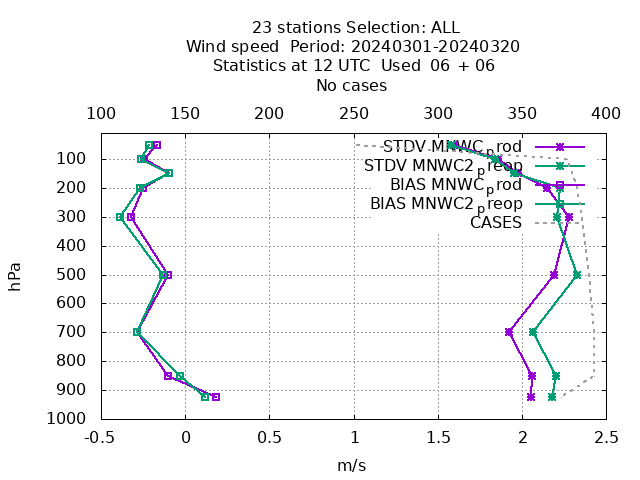 23 stations Selection: ALL
Wind speed  Period: 20240301-20240320
Statistics at 12 UTC  Used  06 + 06
No cases
100 150 200 250 300 350 400
STDV MNWC_prod
STDV MNWC2_preop
BIAS MNWC_prod
BIAS MNWC2_preop
CASES
100
200
300
400
500
600
700
800
900
1000
hPa
-0.5 0 0.5 1 1.5 2 2.5
m/s